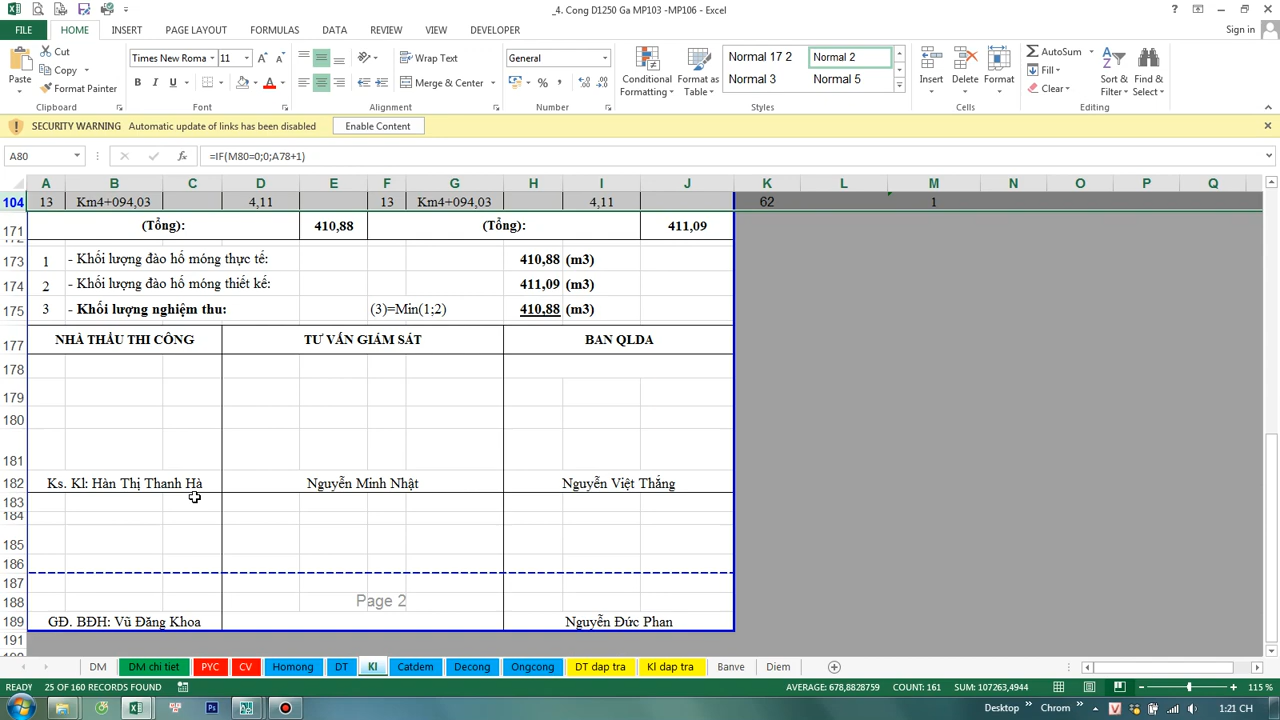 _4. Cong D1250 Ga MP103 -MP106 - Excel
FILE HOME INSERT PAGE LAYOUT FORMULAS DATA REVIEW VIEW DEVELOPER Sign in
Paste Cut Copy Format Painter
Times New Roma 11
B I U
Wrap Text
Merge & Center
General
Conditional Formatting Format as Table
Normal 17 2 Normal 2
Normal 3 Normal 5
Insert Delete Format
AutoSum Fill Clear
Sort & Filter Find & Select
Clipboard Font Alignment Number Styles Cells Editing
SECURITY WARNING Automatic update of links has been disabled Enable Content
A80 fx =IF(M80=0;0;A78+1)
A B C D E F G H I J K L M N O P Q
104 13 Km4+094,03 4,11 13 Km4+094,03 4,11 62 1
171 (Tổng): 410,88 (Tổng): 411,09
172
173 1 - Khối lượng đào hố móng thực tế: 410,88 (m3)
174 2 - Khối lượng đào hố móng thiết kế: 411,09 (m3)
175 3 - Khối lượng nghiệm thu: (3)=Min(1;2) 410,88 (m3)
177 NHÀ THẦU THI CÔNG TƯ VẤN GIÁM SÁT BAN QLDA
178
179
180
181
182 Ks. Kl: Hàn Thị Thanh Hà Nguyễn Minh Nhật Nguyễn Việt Thắng
183
184
185
186
187
188 Page 2
189 GĐ. BĐH: Vũ Đăng Khoa Nguyễn Đức Phan
191
DM DM chi tiet PYC CV Homong DT Kl Catdem Decong Ongcong DT dap tra Kl dap tra Banve Diem
READY 25 OF 160 RECORDS FOUND AVERAGE: 678,8828759 COUNT: 161 SUM: 107263,4944 115 %
Desktop Chrom 1:21 CH